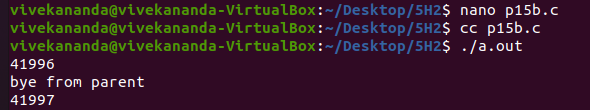 vivekananda@vivekananda-VirtualBox:~/Desktop/5H2$ nano p15b.c
vivekananda@vivekananda-VirtualBox:~/Desktop/5H2$ cc p15b.c
vivekananda@vivekananda-VirtualBox:~/Desktop/5H2$ ./a.out
41996
bye from parent
41997